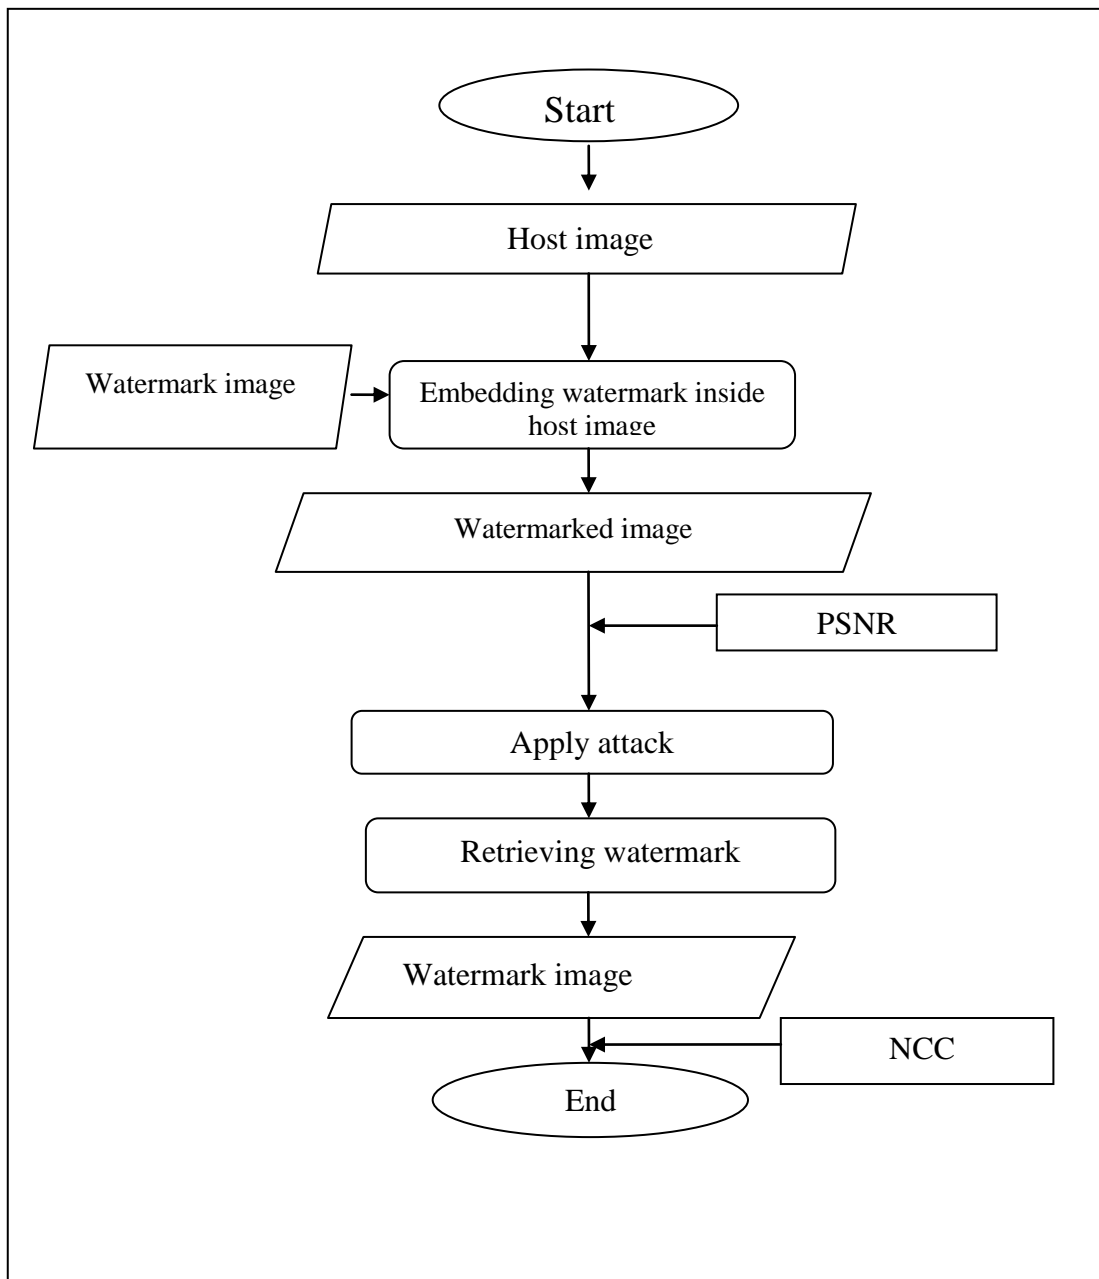 Start
Host image
Watermark image
Embedding watermark inside
host image
Watermarked image
PSNR
Apply attack
Retrieving watermark
Watermark image
NCC
End